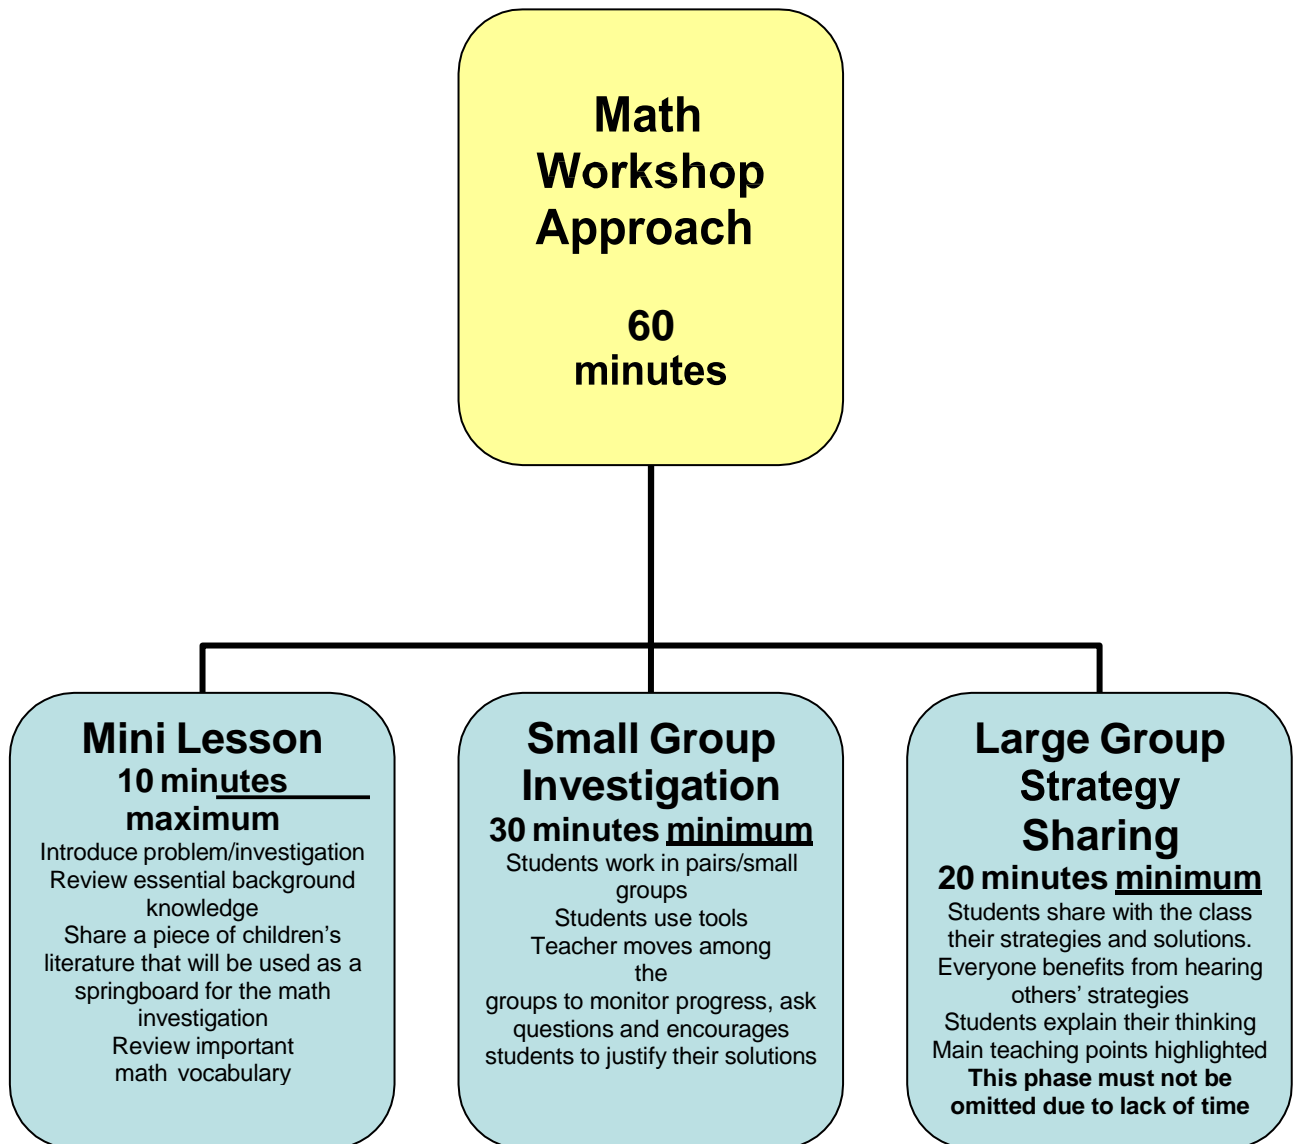 Math
Workshop
Approach
60
minutes
Mini Lesson
10 minutes
maximum
Introduce problem/investigation
Review essential background
knowledge
Share a piece of children’s
literature that will be used as a
springboard for the math
investigation
Review important
math vocabulary
Small Group
Investigation
30 minutes minimum
Students work in pairs/small
groups
Students use tools
Teacher moves among
the
groups to monitor progress, ask
questions and encourages
students to justify their solutions
Large Group
Strategy
Sharing
20 minutes minimum
Students share with the class
their strategies and solutions.
Everyone benefits from hearing
others’ strategies
Students explain their thinking
Main teaching points highlighted
This phase must not be
omitted due to lack of time